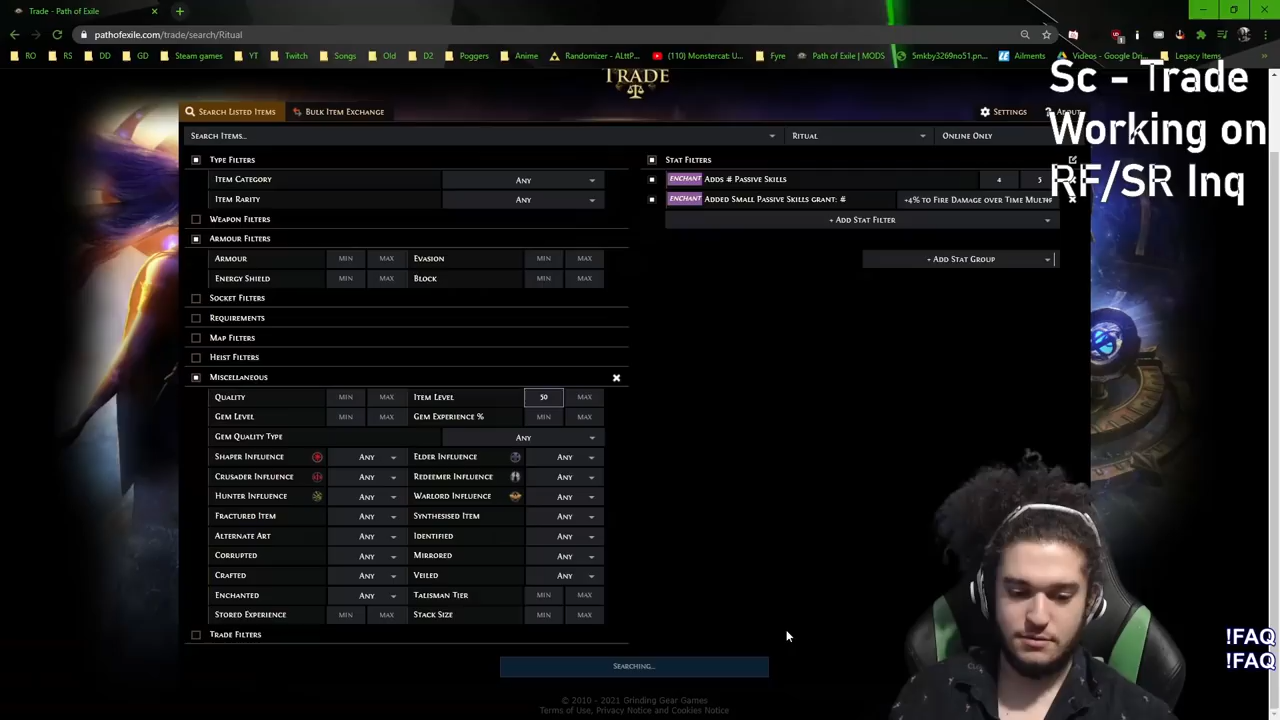 Trade - Path of Exile
pathofexile.com/trade/search/Ritual
RO RS DD GD Steam games YT Twitch Songs Old D2 Poggers Anime Randomizer - ALttP... (110) Monstercat: U... Fyre Path of Exile | MODS 5mkby3269no51.pn... Ailments Videos - Google Dri... Legacy Items
TRADE
Sc - Trade
Working on
RF/SR Inq
Search Listed Items Bulk Item Exchange Settings About
Search Items... Ritual Online Only
Type Filters
Item Category Any
Item Rarity Any
Weapon Filters
Armour Filters
Armour MIN MAX Evasion MIN MAX
Energy Shield MIN MAX Block MIN MAX
Socket Filters
Requirements
Map Filters
Heist Filters
Miscellaneous
Quality MIN MAX Item Level 50 MAX
Gem Level MIN MAX Gem Experience % MIN MAX
Gem Quality Type Any
Shaper Influence Any Elder Influence Any
Crusader Influence Any Redeemer Influence Any
Hunter Influence Any Warlord Influence Any
Fractured Item Any Synthesised Item Any
Alternate Art Any Identified Any
Corrupted Any Mirrored Any
Crafted Any Veiled Any
Enchanted Any Talisman Tier MIN MAX
Stored Experience MIN MAX Stack Size MIN MAX
Trade Filters
Stat Filters
Enchant Adds # Passive Skills 4 5
Enchant Added Small Passive Skills grant: # +4% to Fire Damage over Time
+ Add Stat Filter
+ Add Stat Group
Searching...
© 2010 - 2021 Grinding Gear Games
Terms of Use, Privacy Notice and Cookies Notice
!FAQ
!FAQ